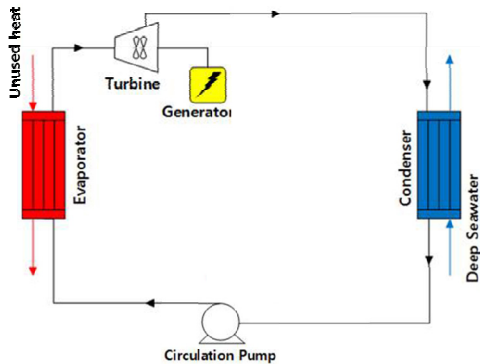 Unused heat
Turbine
Generator
Evaporator
Condenser
Deep Seawater
Circulation Pump